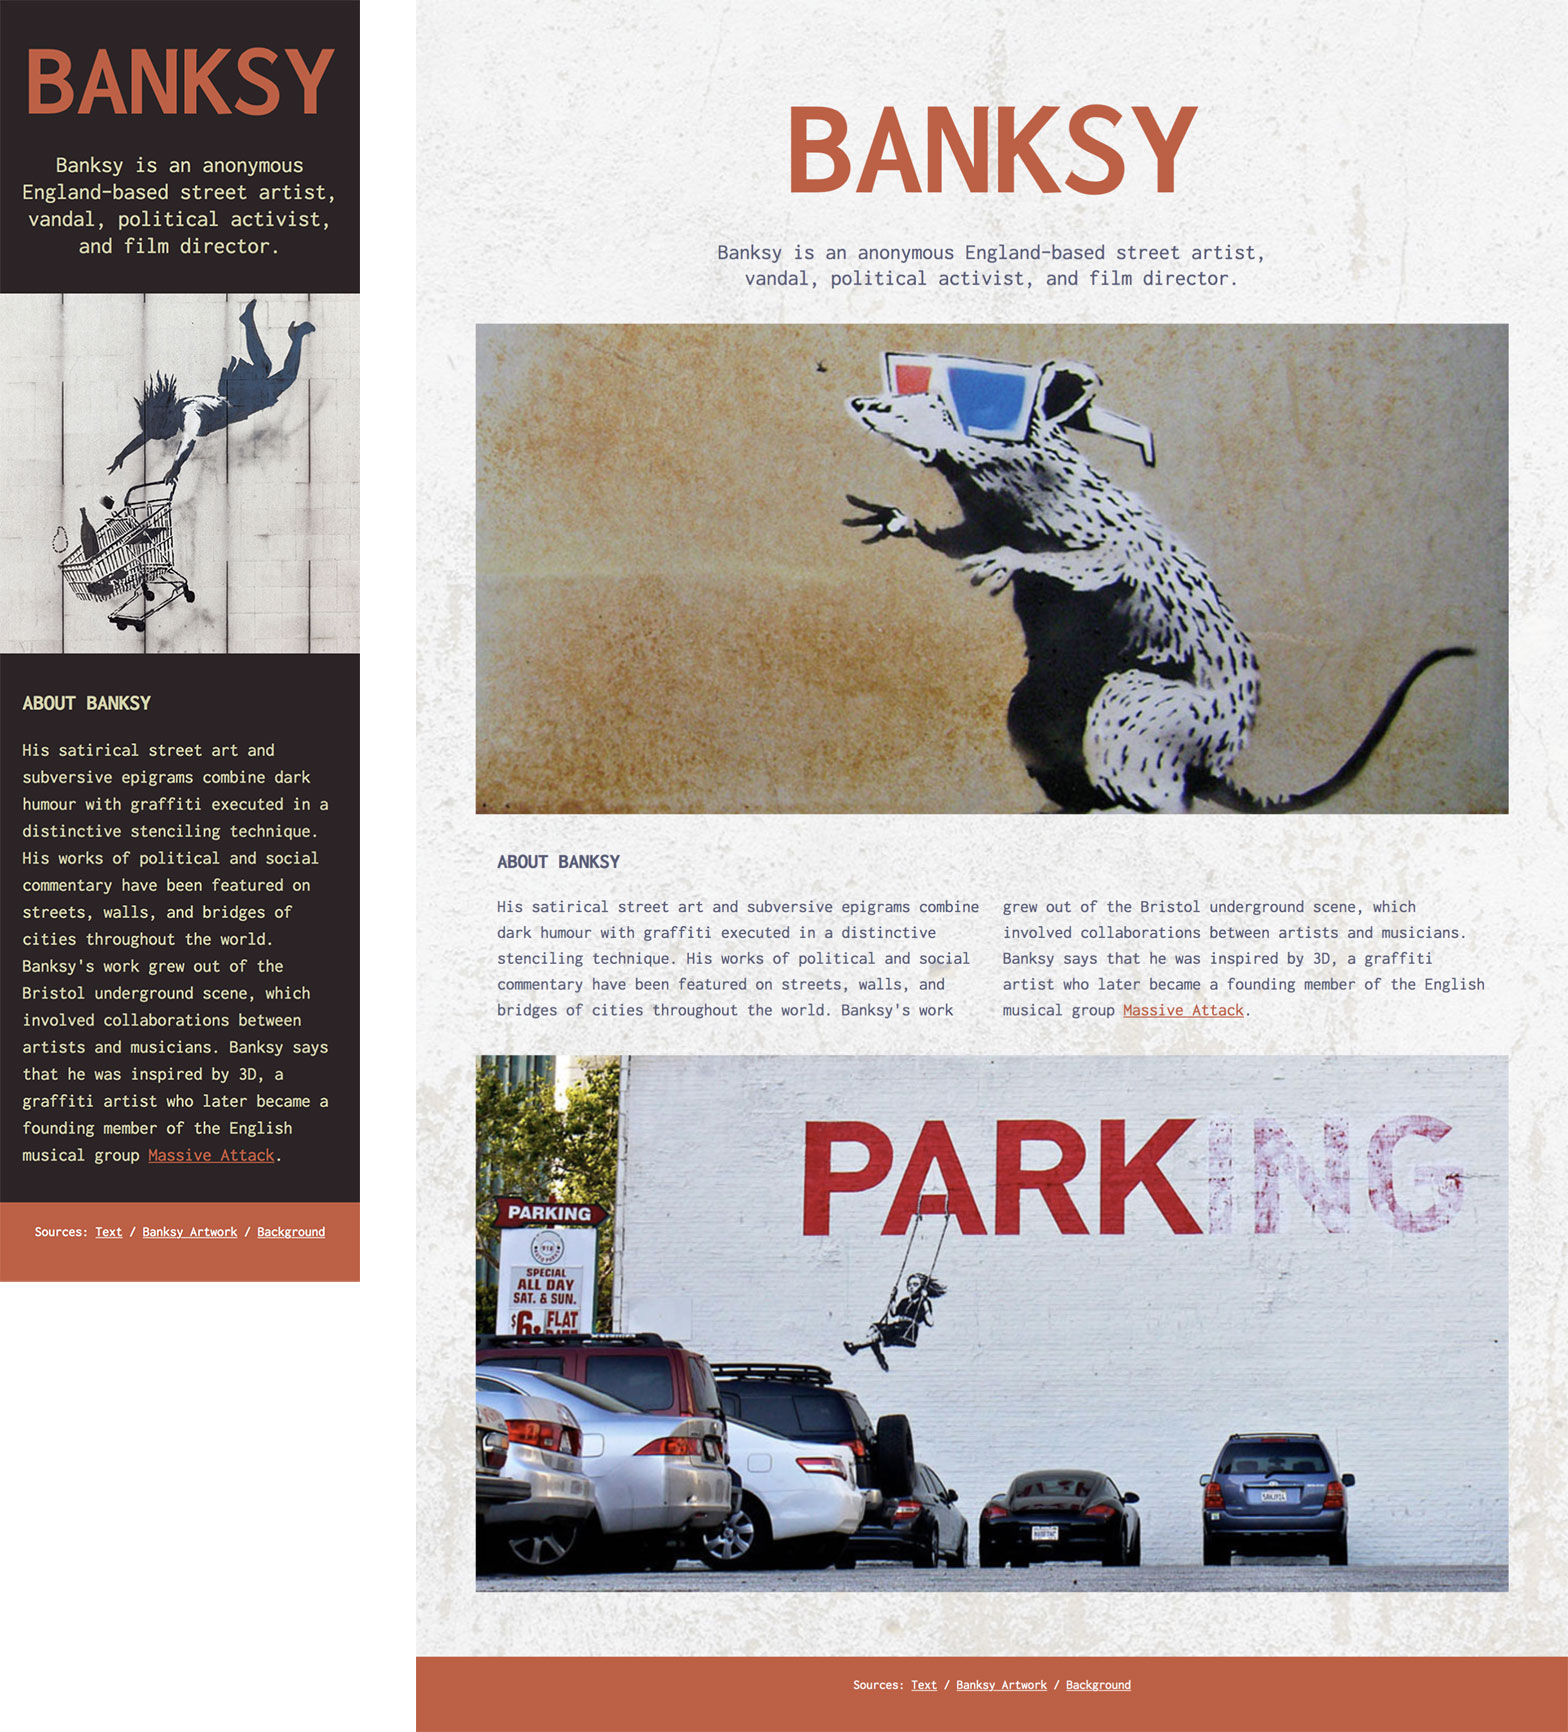 BANKSY
Banksy is an anonymous
England-based street artist,
vandal, political activist,
and film director.
ABOUT BANKSY
His satirical street art and
subversive epigrams combine dark
humour with graffiti executed in a
distinctive stenciling technique.
His works of political and social
commentary have been featured on
streets, walls, and bridges of
cities throughout the world.
Banksy's work grew out of the
Bristol underground scene, which
involved collaborations between
artists and musicians. Banksy says
that he was inspired by 3D, a
graffiti artist who later became a
founding member of the English
musical group Massive Attack.
Sources: Text / Banksy Artwork / Background
BANKSY
Banksy is an anonymous England-based street artist,
vandal, political activist, and film director.
ABOUT BANKSY
His satirical street art and subversive epigrams combine
dark humour with graffiti executed in a distinctive
stenciling technique. His works of political and social
commentary have been featured on streets, walls, and
bridges of cities throughout the world. Banksy's work
grew out of the Bristol underground scene, which
involved collaborations between artists and musicians.
Banksy says that he was inspired by 3D, a graffiti
artist who later became a founding member of the English
musical group Massive Attack.
PARKING
PARKING
SPECIAL
ALL DAY
SAT. & SUN.
$6. FLAT
Sources: Text / Banksy Artwork / Background